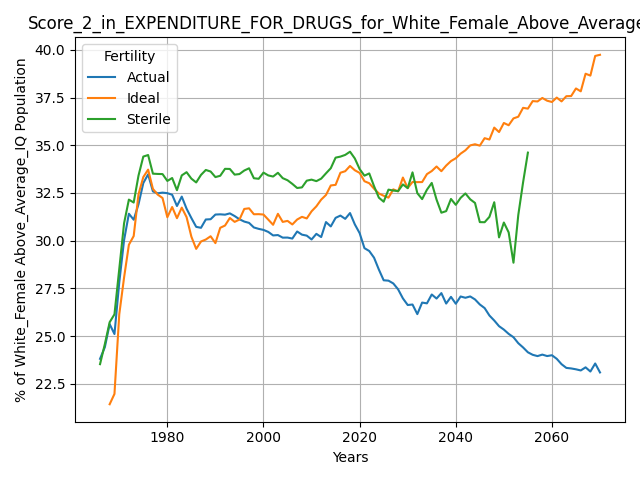 Score_2_in_EXPENDITURE_FOR_DRUGS_for_White_Female_Above_Average
40.0
37.5
35.0
32.5
30.0
27.5
25.0
22.5
% of White_Female Above_Average_IQ Population
Fertility
Actual
Ideal
Sterile
1980
2000
2020
2040
2060
Years